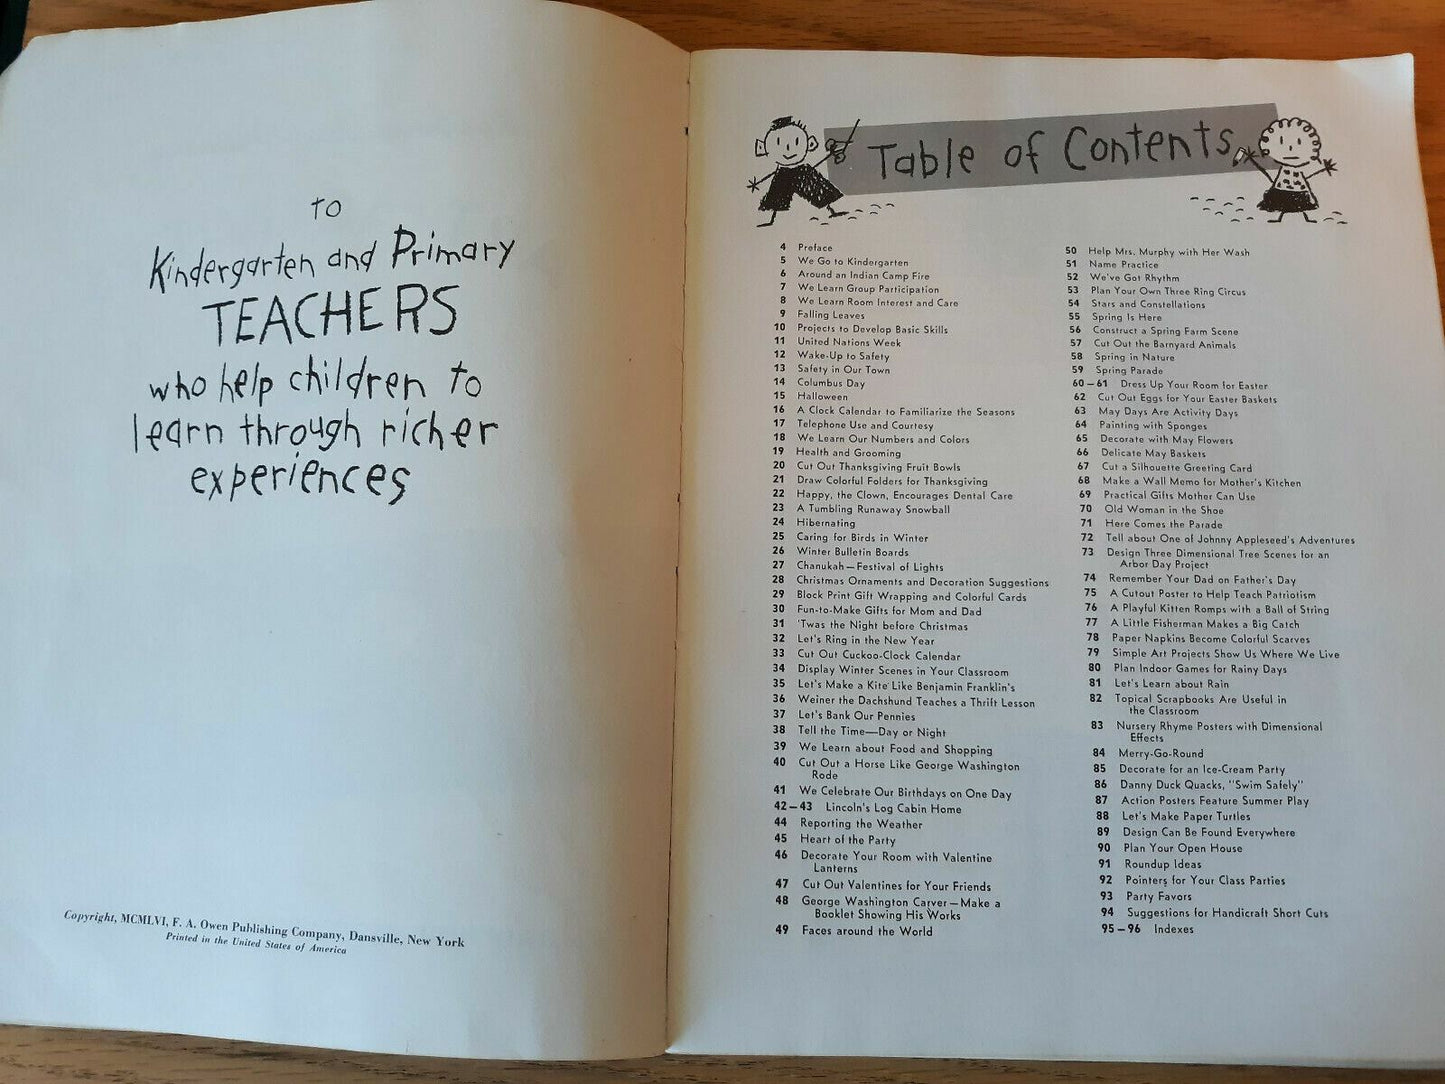 to
Kindergarten and Primary
TEACHERS
who help children to
learn through richer
experiences
Copyright, MCMLVI, F. A. Owen Publishing Company, Dansville, New York
Printed in the United States of America
Table of Contents
4 Preface
5 We Go to Kindergarten
6 Around an Indian Camp Fire
7 We Learn Group Participation
8 We Learn Room Interest and Care
9 Falling Leaves
10 Projects to Develop Basic Skills
11 United Nations Week
12 Wake-Up to Safety
13 Safety in Our Town
14 Columbus Day
15 Halloween
16 A Clock Calendar to Familiarize the Seasons
17 Telephone Use and Courtesy
18 We Learn Our Numbers and Colors
19 Health and Grooming
20 Cut Out Thanksgiving Fruit Bowls
21 Draw Colorful Folders for Thanksgiving
22 Happy, the Clown, Encourages Dental Care
23 A Tumbling Runaway Snowball
24 Hibernating
25 Caring for Birds in Winter
26 Winter Bulletin Boards
27 Chanukah—Festival of Lights
28 Christmas Ornaments and Decoration Suggestions
29 Block Print Gift Wrapping and Colorful Cards
30 Fun-to-Make Gifts for Mom and Dad
31 'Twas the Night before Christmas
32 Let's Ring in the New Year
33 Cut Out Cuckoo-Clock Calendar
34 Display Winter Scenes in Your Classroom
35 Let's Make a Kite Like Benjamin Franklin's
36 Weiner the Dachshund Teaches a Thrift Lesson
37 Let's Bank Our Pennies
38 Tell the Time—Day or Night
39 We Learn about Food and Shopping
40 Cut Out a Horse Like George Washington
Rode
41 We Celebrate Our Birthdays on One Day
42–43 Lincoln's Log Cabin Home
44 Reporting the Weather
45 Heart of the Party
46 Decorate Your Room with Valentine
Lanterns
47 Cut Out Valentines for Your Friends
48 George Washington Carver—Make a
Booklet Showing His Works
49 Faces around the World
50 Help Mrs. Murphy with Her Wash
51 Name Practice
52 We've Got Rhythm
53 Plan Your Own Three Ring Circus
54 Stars and Constellations
55 Spring Is Here
56 Construct a Spring Farm Scene
57 Cut Out the Barnyard Animals
58 Spring in Nature
59 Spring Parade
60–61 Dress Up Your Room for Easter
62 Cut Out Eggs for Your Easter Baskets
63 May Days Are Activity Days
64 Painting with Sponges
65 Decorate with May Flowers
66 Delicate May Baskets
67 Cut a Silhouette Greeting Card
68 Make a Wall Memo for Mother's Kitchen
69 Practical Gifts Mother Can Use
70 Old Woman in the Shoe
71 Here Comes the Parade
72 Tell about One of Johnny Appleseed's Adventures
73 Design Three Dimensional Tree Scenes for an
Arbor Day Project
74 Remember Your Dad on Father's Day
75 A Cutout Poster to Help Teach Patriotism
76 A Playful Kitten Romps with a Ball of String
77 A Little Fisherman Makes a Big Catch
78 Paper Napkins Become Colorful Scarves
79 Simple Art Projects Show Us Where We Live
80 Plan Indoor Games for Rainy Days
81 Let's Learn about Rain
82 Topical Scrapbooks Are Useful in
the Classroom
83 Nursery Rhyme Posters with Dimensional
Effects
84 Merry-Go-Round
85 Decorate for an Ice-Cream Party
86 Danny Duck Quacks, "Swim Safely"
87 Action Posters Feature Summer Play
88 Let's Make Paper Turtles
89 Design Can Be Found Everywhere
90 Plan Your Open House
91 Roundup Ideas
92 Pointers for Your Class Parties
93 Party Favors
94 Suggestions for Handicraft Short Cuts
95–96 Indexes